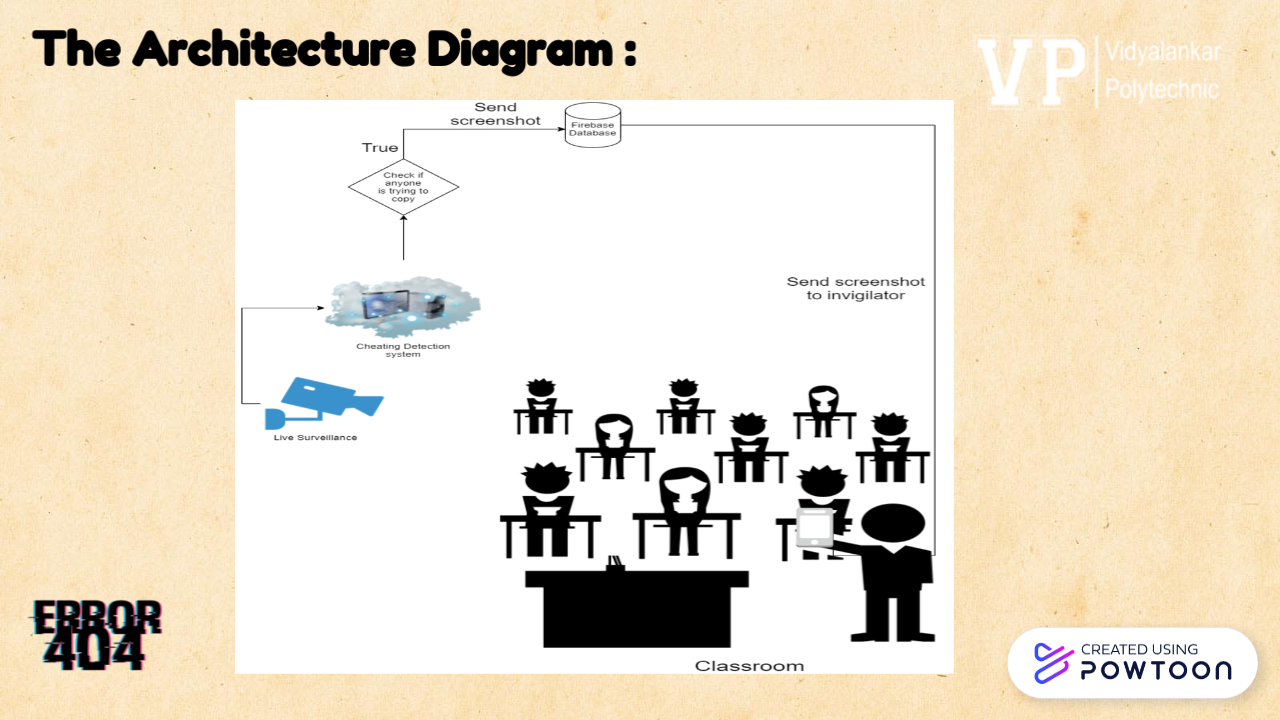 The Architecture Diagram :
VP
Vidyalankar
Polytechnic
Send
screenshot
Firebase
Database
True
Check if
anyone
is trying to
copy
Send screenshot
to invigilator
Cheating Detection
system
Live Surveillance
Classroom
ERROR
404
CREATED USING
POWTOON